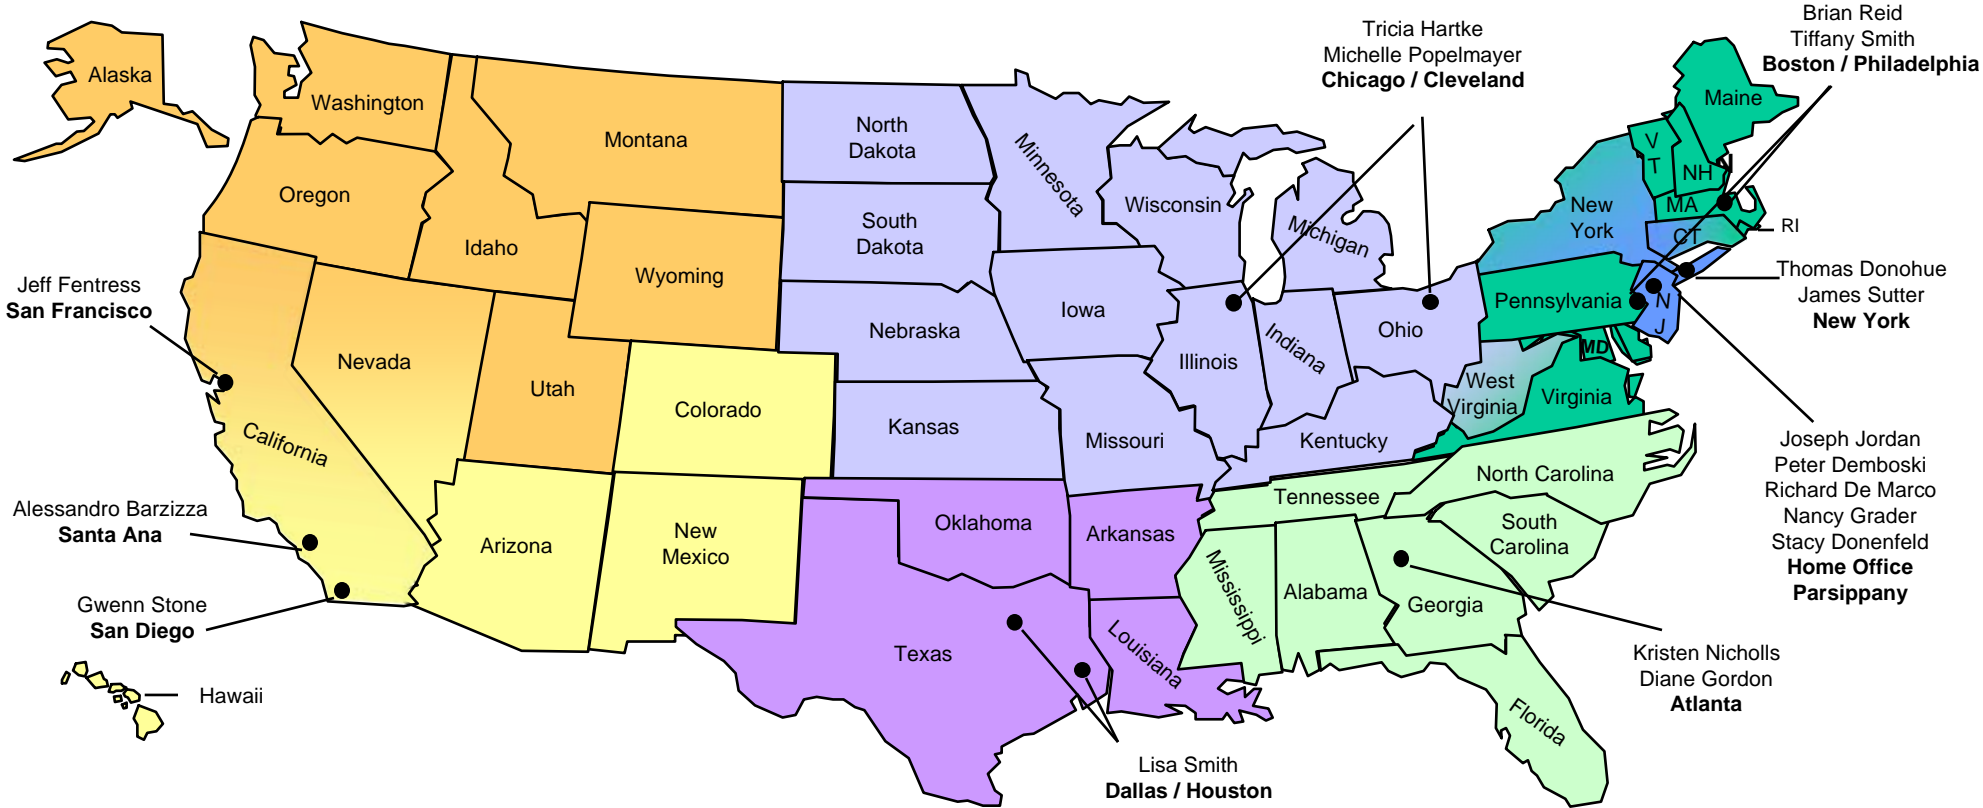 Brian Reid
Tiffany Smith
Boston / Philadelphia
Tricia Hartke
Michelle Popelmayer
Chicago / Cleveland
Alaska
Washington
Montana
North
Dakota
Minnesota
Maine
V
T
NH
Oregon
Idaho
South
Dakota
Wisconsin
Michigan
New
York
MA
CT
RI
Wyoming
Jeff Fentress
San Francisco
Nevada
Utah
Nebraska
Iowa
Illinois
Indiana
Ohio
Pennsylvania
N
J
Thomas Donohue
James Sutter
New York
MD
West
Virginia
Virginia
California
Colorado
Kansas
Missouri
Kentucky
North Carolina
Tennessee
Joseph Jordan
Peter Demboski
Richard De Marco
Nancy Grader
Stacy Donenfeld
Home Office
Parsippany
Alessandro Barzizza
Santa Ana
Arizona
New
Mexico
Oklahoma
Arkansas
South
Carolina
Mississippi
Alabama
Georgia
Gwenn Stone
San Diego
Hawaii
Texas
Louisiana
Florida
Kristen Nicholls
Diane Gordon
Atlanta
Lisa Smith
Dallas / Houston